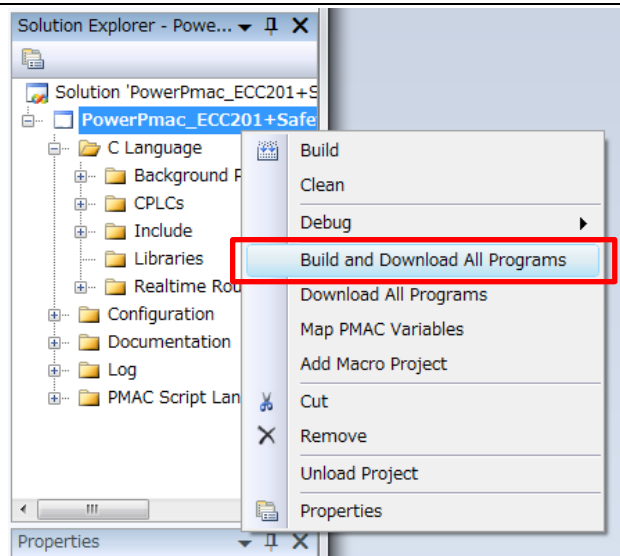 Solution Explorer - Powe...
Solution 'PowerPmac_ECC201+S
PowerPmac_ECC201+Safe
C Language
Background P
CPLCs
Include
Libraries
Realtime Rou
Configuration
Documentation
Log
PMAC Script Lan
Build
Clean
Debug
Build and Download All Programs
Download All Programs
Map PMAC Variables
Add Macro Project
Cut
Remove
Unload Project
Properties
Properties